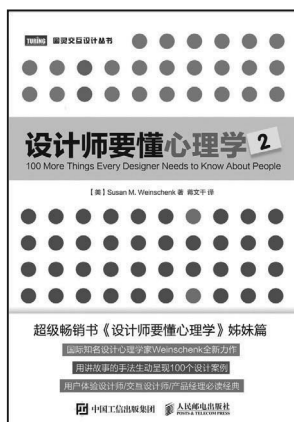 TURING 图灵交互设计丛书
设计师要懂心理学 2
100 More Things Every Designer Needs to Know About People
【美】Susan M. Weinschenk 著 蒋文干 译
超级畅销书《设计师要懂心理学》姊妹篇
国际知名设计心理学家Weinschenk全新力作
用讲故事的手法生动呈现100个设计案例
用户体验设计师/交互设计师/产品经理必读经典
中国工信出版集团 人民邮电出版社